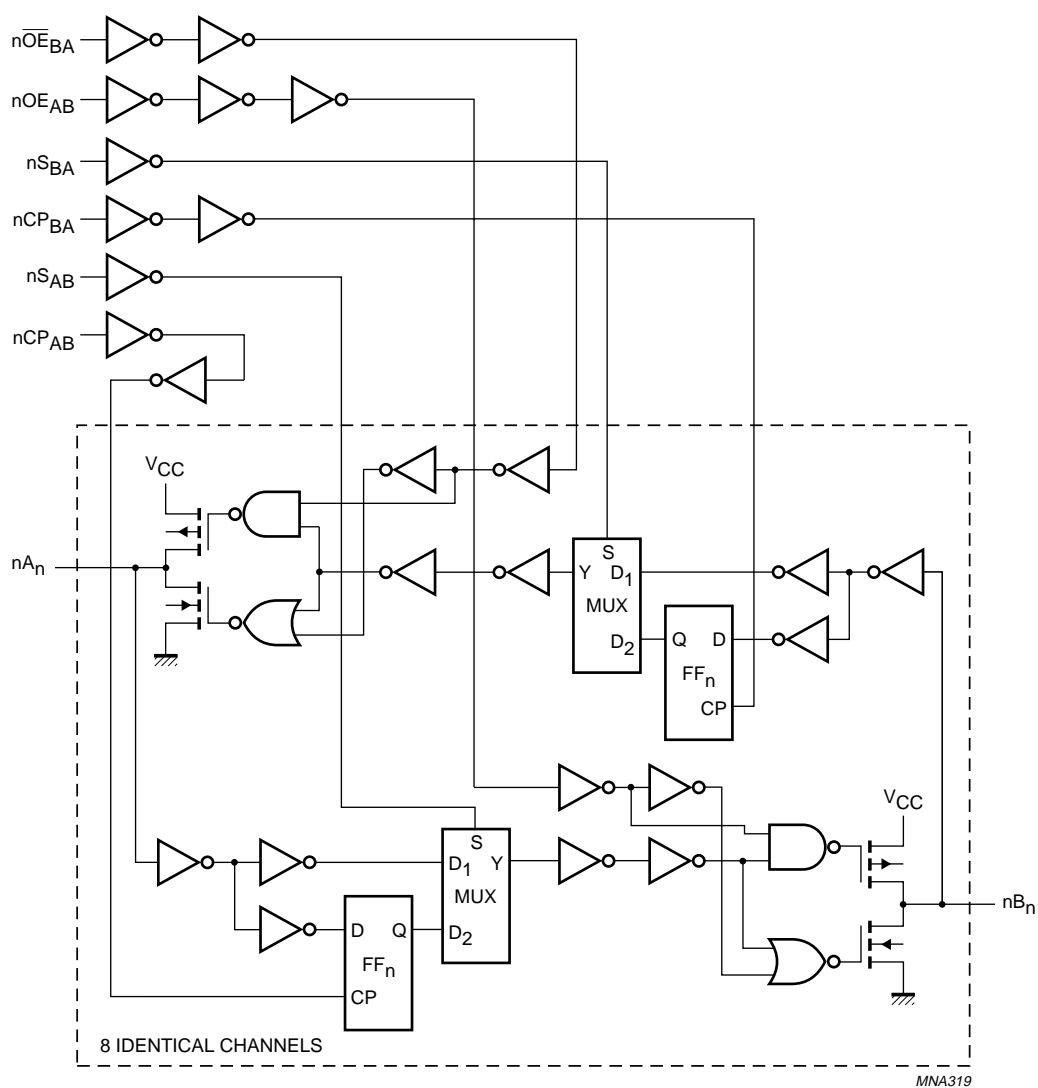 nO̅E̅BA
nOEAB
nSBA
nCPBA
nSAB
nCPAB
VCC
nAn
S
Y
D1
MUX
D2
Q
D
FFn
CP
VCC
S
D1
Y
MUX
D2
D
Q
FFn
CP
nBn
8 IDENTICAL CHANNELS
MNA319